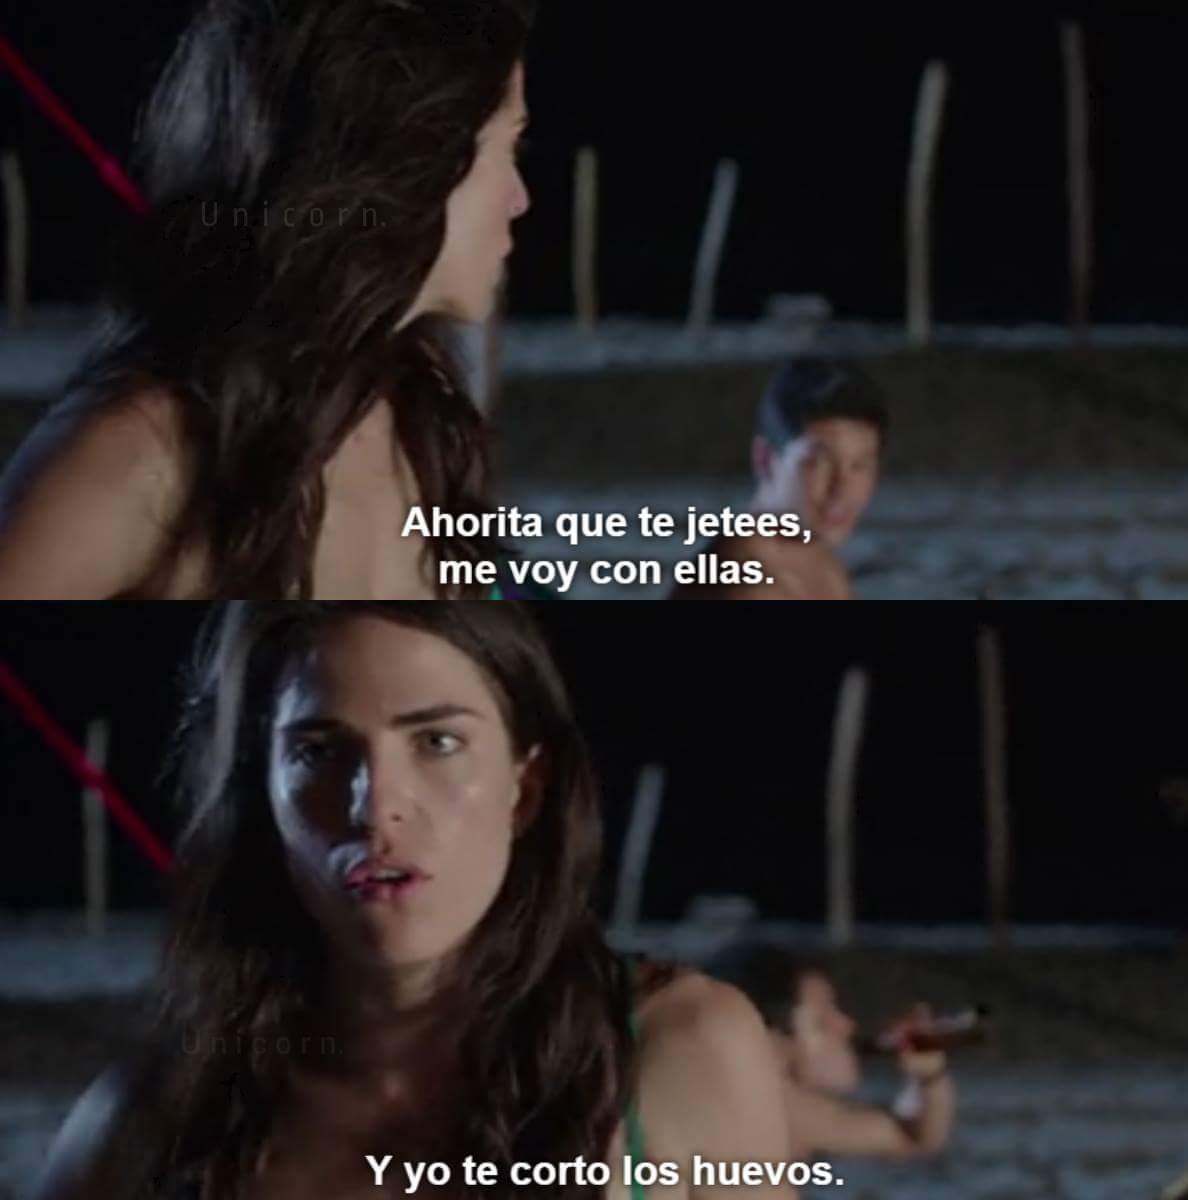 Unicorn.
Ahorita que te jetees,
me voy con ellas.
Unicorn.
Y yo te corto los huevos.